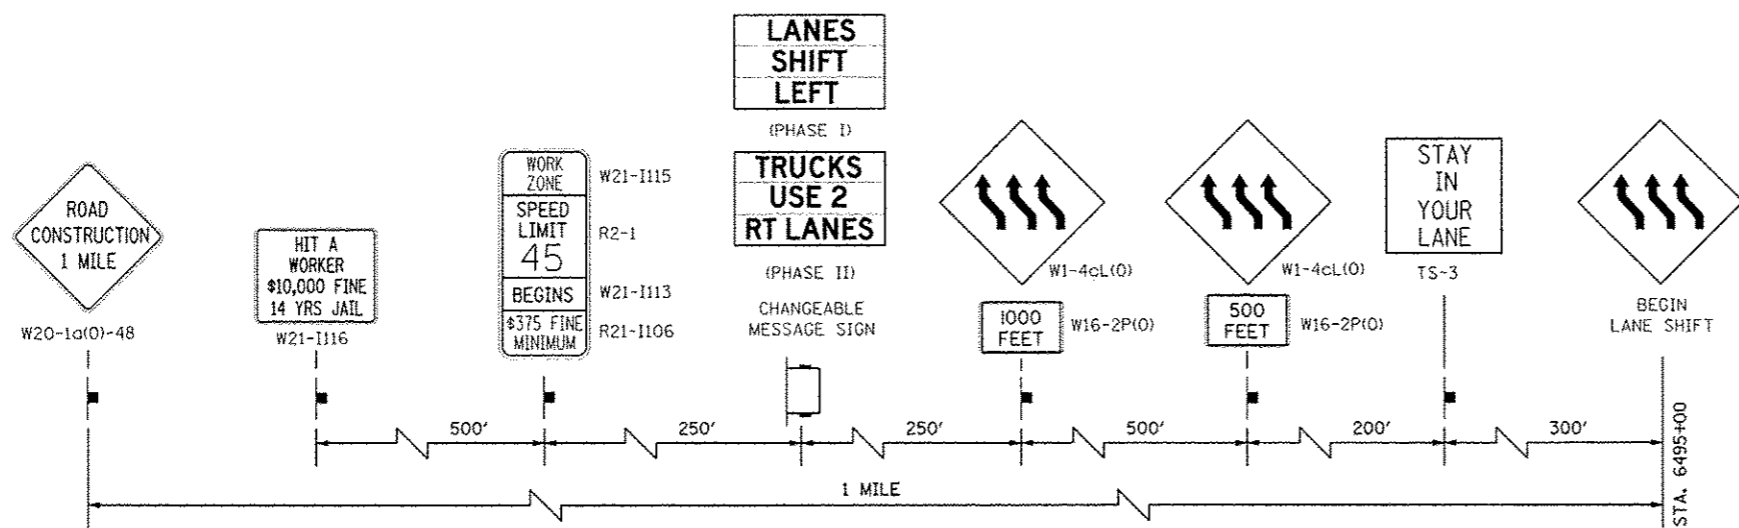 LANES
SHIFT
LEFT
(PHASE I)
TRUCKS
USE 2
RT LANES
(PHASE II)
CHANGEABLE
MESSAGE SIGN
ROAD
CONSTRUCTION
1 MILE
W20-1a(O)-48
HIT A
WORKER
$10,000 FINE
14 YRS JAIL
W21-I116
WORK
ZONE
W21-I115
SPEED
LIMIT
45
R2-1
BEGINS
W21-I113
$375 FINE
MINIMUM
R21-I106
W1-4cL(O)
1000
FEET
W16-2P(O)
W1-4cL(O)
500
FEET
W16-2P(O)
STAY
IN
YOUR
LANE
TS-3
BEGIN
LANE SHIFT
500' 250' 250' 500' 200' 300'
1 MILE
STA. 6495+00